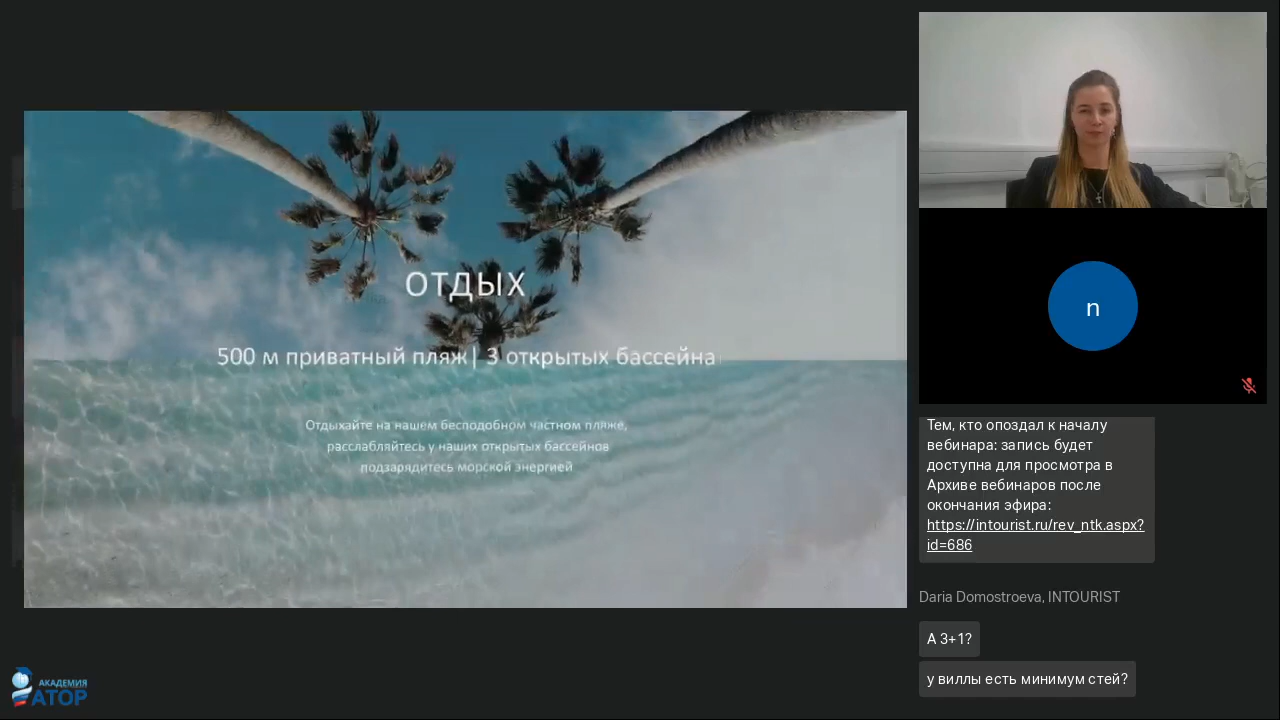 ОТДЫХ
500 м приватный пляж| 3 открытых бассейна
Отдыхайте на нашем бесподобном частном пляже,
расслабляйтесь у наших открытых бассейнов
подзарядитесь морской энергией
АКАДЕМИЯ
АТОР
n
Тем, кто опоздал к началу
вебинара: запись будет
доступна для просмотра в
Архиве вебинаров после
окончания эфира:
https://intourist.ru/rev_ntk.aspx?
id=686
Daria Domostroeva, INTOURIST
А 3+1?
у виллы есть минимум стей?